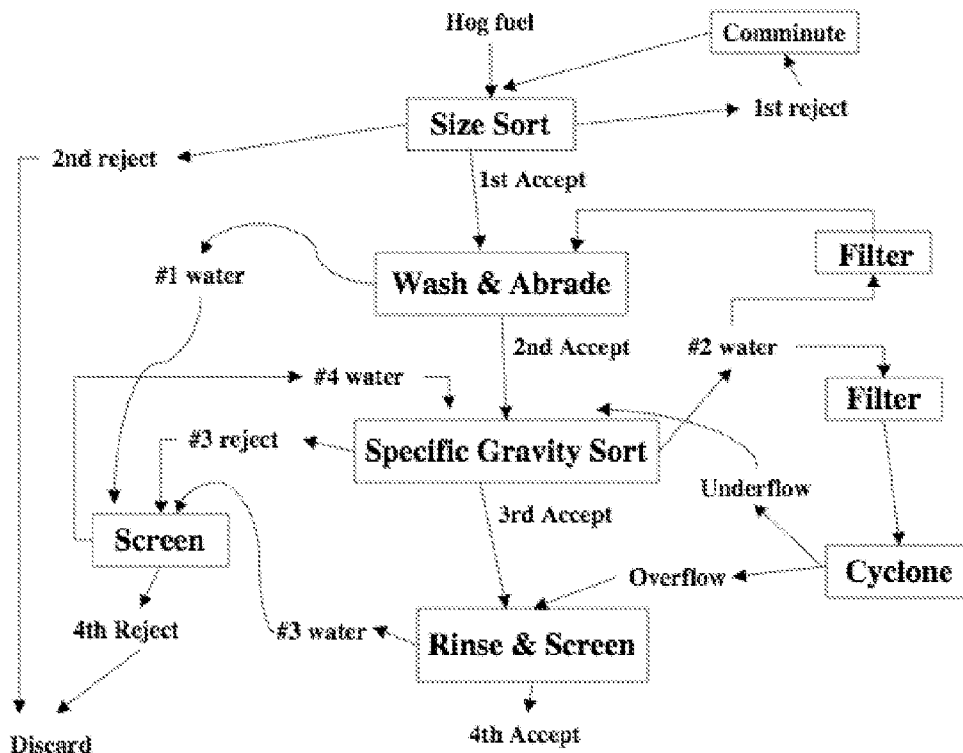 Hog fuel
Comminute
1st reject
Size Sort
2nd reject
1st Accept
#1 water
Wash & Abrade
Filter
2nd Accept
#2 water
#4 water
Filter
#3 reject
Specific Gravity Sort
Underflow
3rd Accept
Screen
Overflow
Cyclone
4th Reject
#3 water
Rinse & Screen
Discard
4th Accept